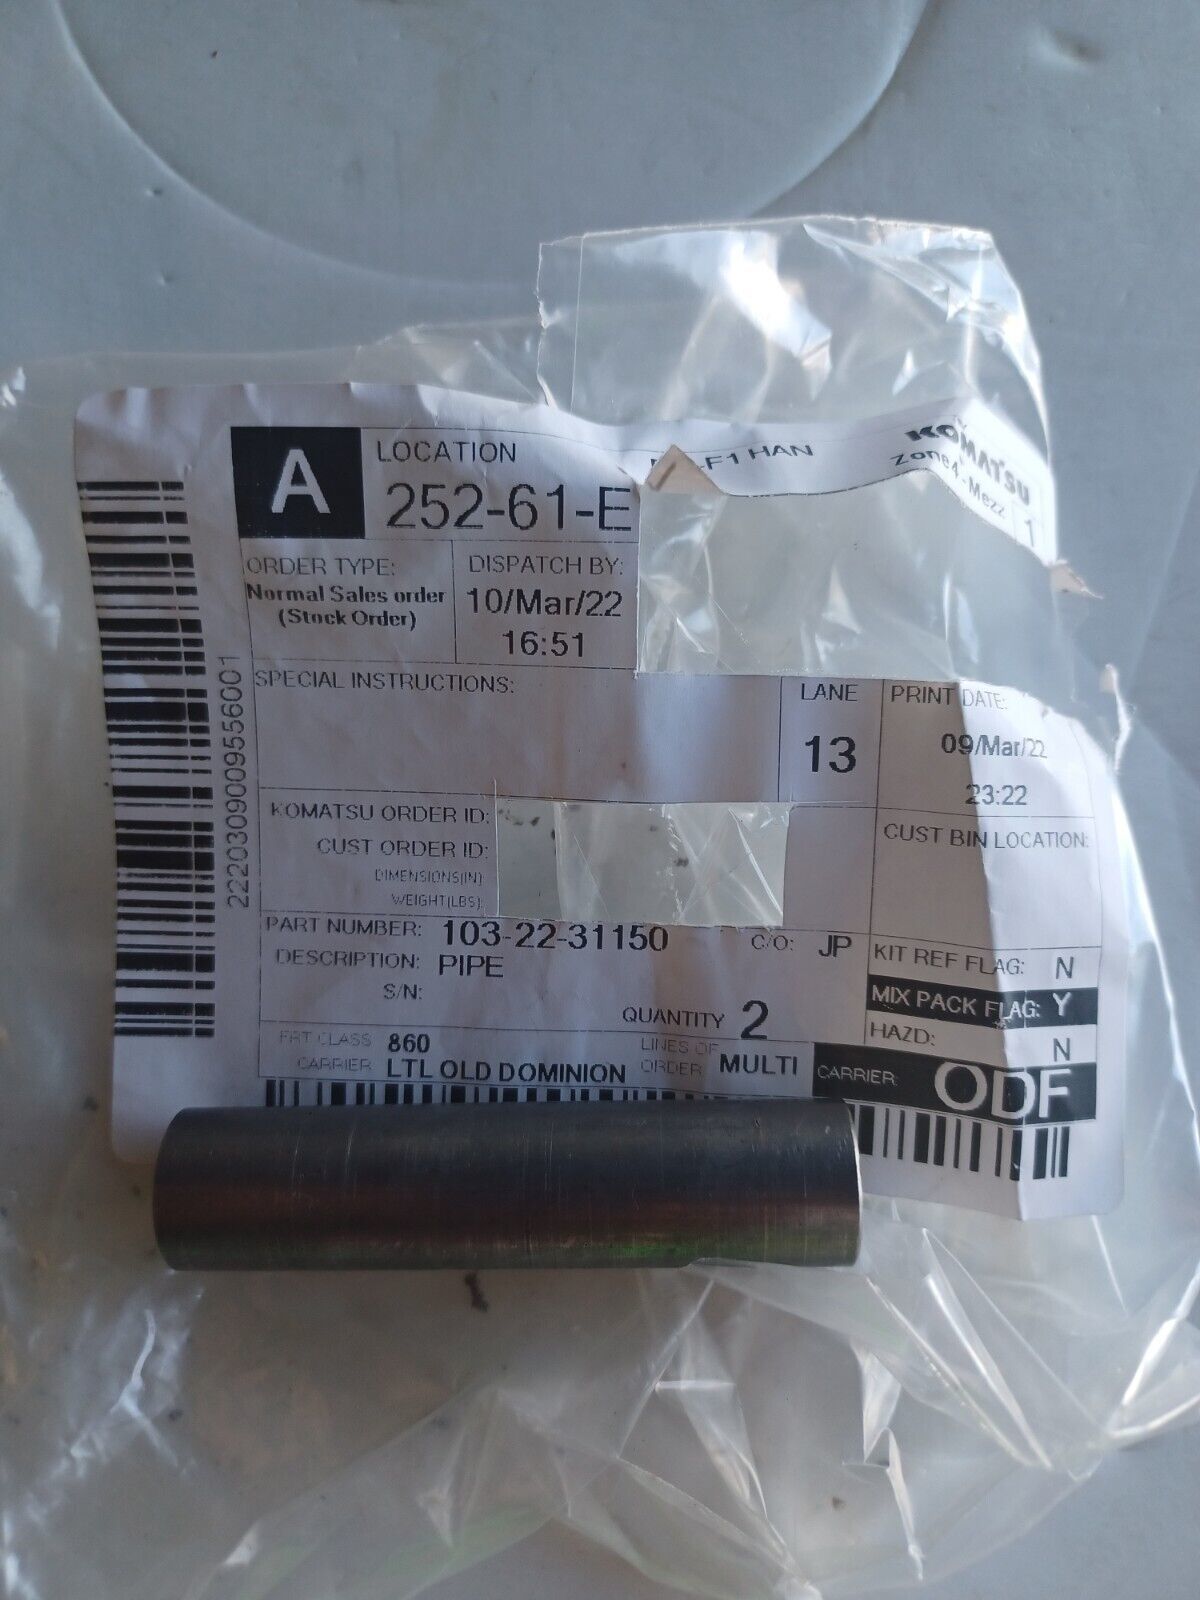 A
LOCATION
252-61-E
F1 HAN
KOMATSU
Zone4-Mezz
1
ORDER TYPE:
Normal Sales order
(Stock Order)
DISPATCH BY:
10/Mar/22
16:51
SPECIAL INSTRUCTIONS:
LANE
13
PRINT DATE:
09/Mar/22
23:22
2220309009556001
KOMATSU ORDER ID:
CUST ORDER ID:
DIMENSIONS(IN):
WEIGHT(LBS):
CUST BIN LOCATION:
PART NUMBER: 103-22-31150
C/O: JP
DESCRIPTION: PIPE
S/N:
QUANTITY 2
KIT REF FLAG: N
MIX PACK FLAG: Y
HAZD: N
FRT CLASS 860
CARRIER LTL OLD DOMINION
LINES OF
ORDER MULTI
CARRIER: ODF